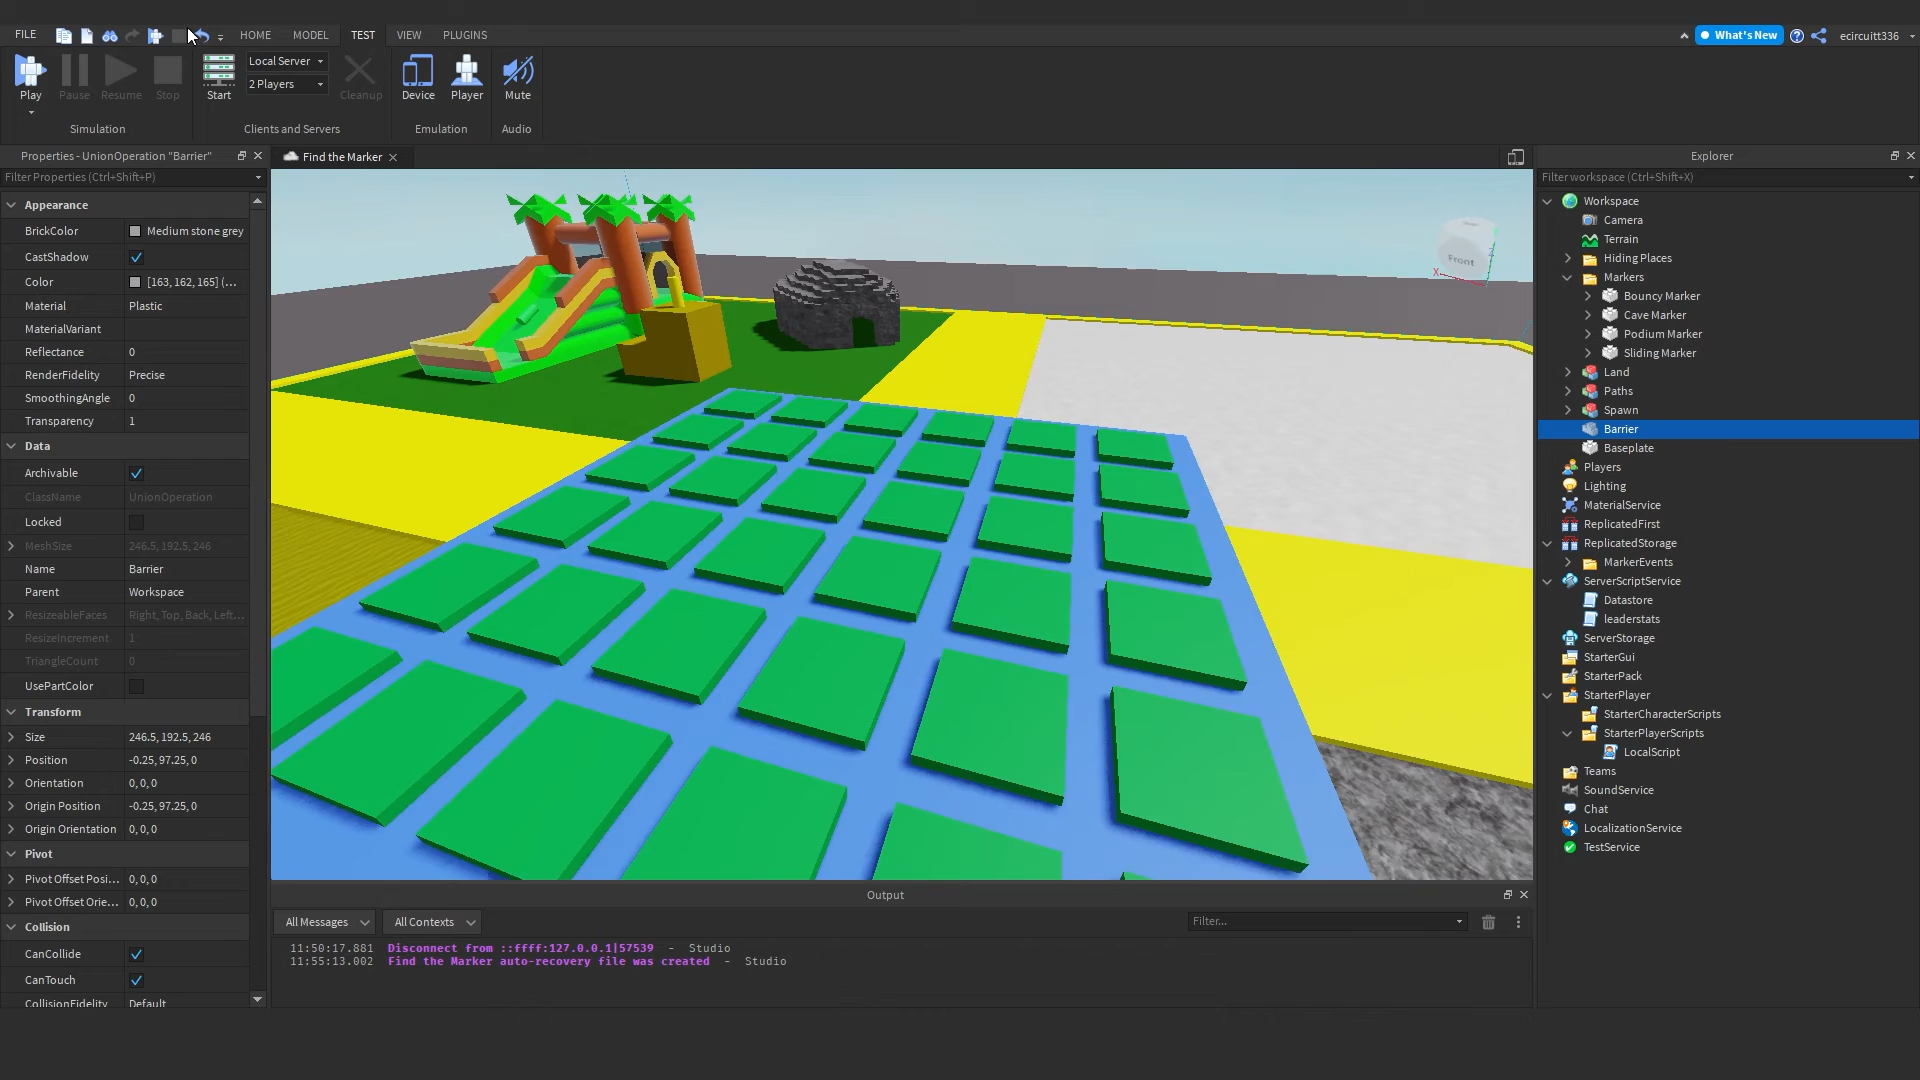 FILE
HOME
MODEL
TEST
VIEW
PLUGINS
What's New
ecircuitt336
Play
Pause
Resume
Stop
Start
Local Server
2 Players
Cleanup
Device
Player
Mute
Simulation
Clients and Servers
Emulation
Audio
Properties - UnionOperation "Barrier"
Filter Properties (Ctrl+Shift+P)
Appearance
BrickColor Medium stone grey
CastShadow
Color [163, 162, 165] (...
Material Plastic
MaterialVariant
Reflectance 0
RenderFidelity Precise
SmoothingAngle 0
Transparency 1
Data
Archivable
ClassName UnionOperation
Locked
MeshSize 246.5, 192.5, 246
Name Barrier
Parent Workspace
ResizeableFaces Right, Top, Back, Left...
ResizeIncrement 1
TriangleCount 0
UsePartColor
Transform
Size 246.5, 192.5, 246
Position -0.25, 97.25, 0
Orientation 0, 0, 0
Origin Position -0.25, 97.25, 0
Origin Orientation 0, 0, 0
Pivot
Pivot Offset Posi... 0, 0, 0
Pivot Offset Orie... 0, 0, 0
Collision
CanCollide
CanTouch
CollisionFidelity Default
Find the Marker
Front
X
Z
Output
All Messages
All Contexts
Filter...
11:50:17.881 Disconnect from ::ffff:127.0.0.1|57539 - Studio
11:55:13.002 Find the Marker auto-recovery file was created - Studio
Explorer
Filter workspace (Ctrl+Shift+X)
Workspace
Camera
Terrain
Hiding Places
Markers
Bouncy Marker
Cave Marker
Podium Marker
Sliding Marker
Land
Paths
Spawn
Barrier
Baseplate
Players
Lighting
MaterialService
ReplicatedFirst
ReplicatedStorage
MarkerEvents
ServerScriptService
Datastore
leaderstats
ServerStorage
StarterGui
StarterPack
StarterPlayer
StarterCharacterScripts
StarterPlayerScripts
LocalScript
Teams
SoundService
Chat
LocalizationService
TestService